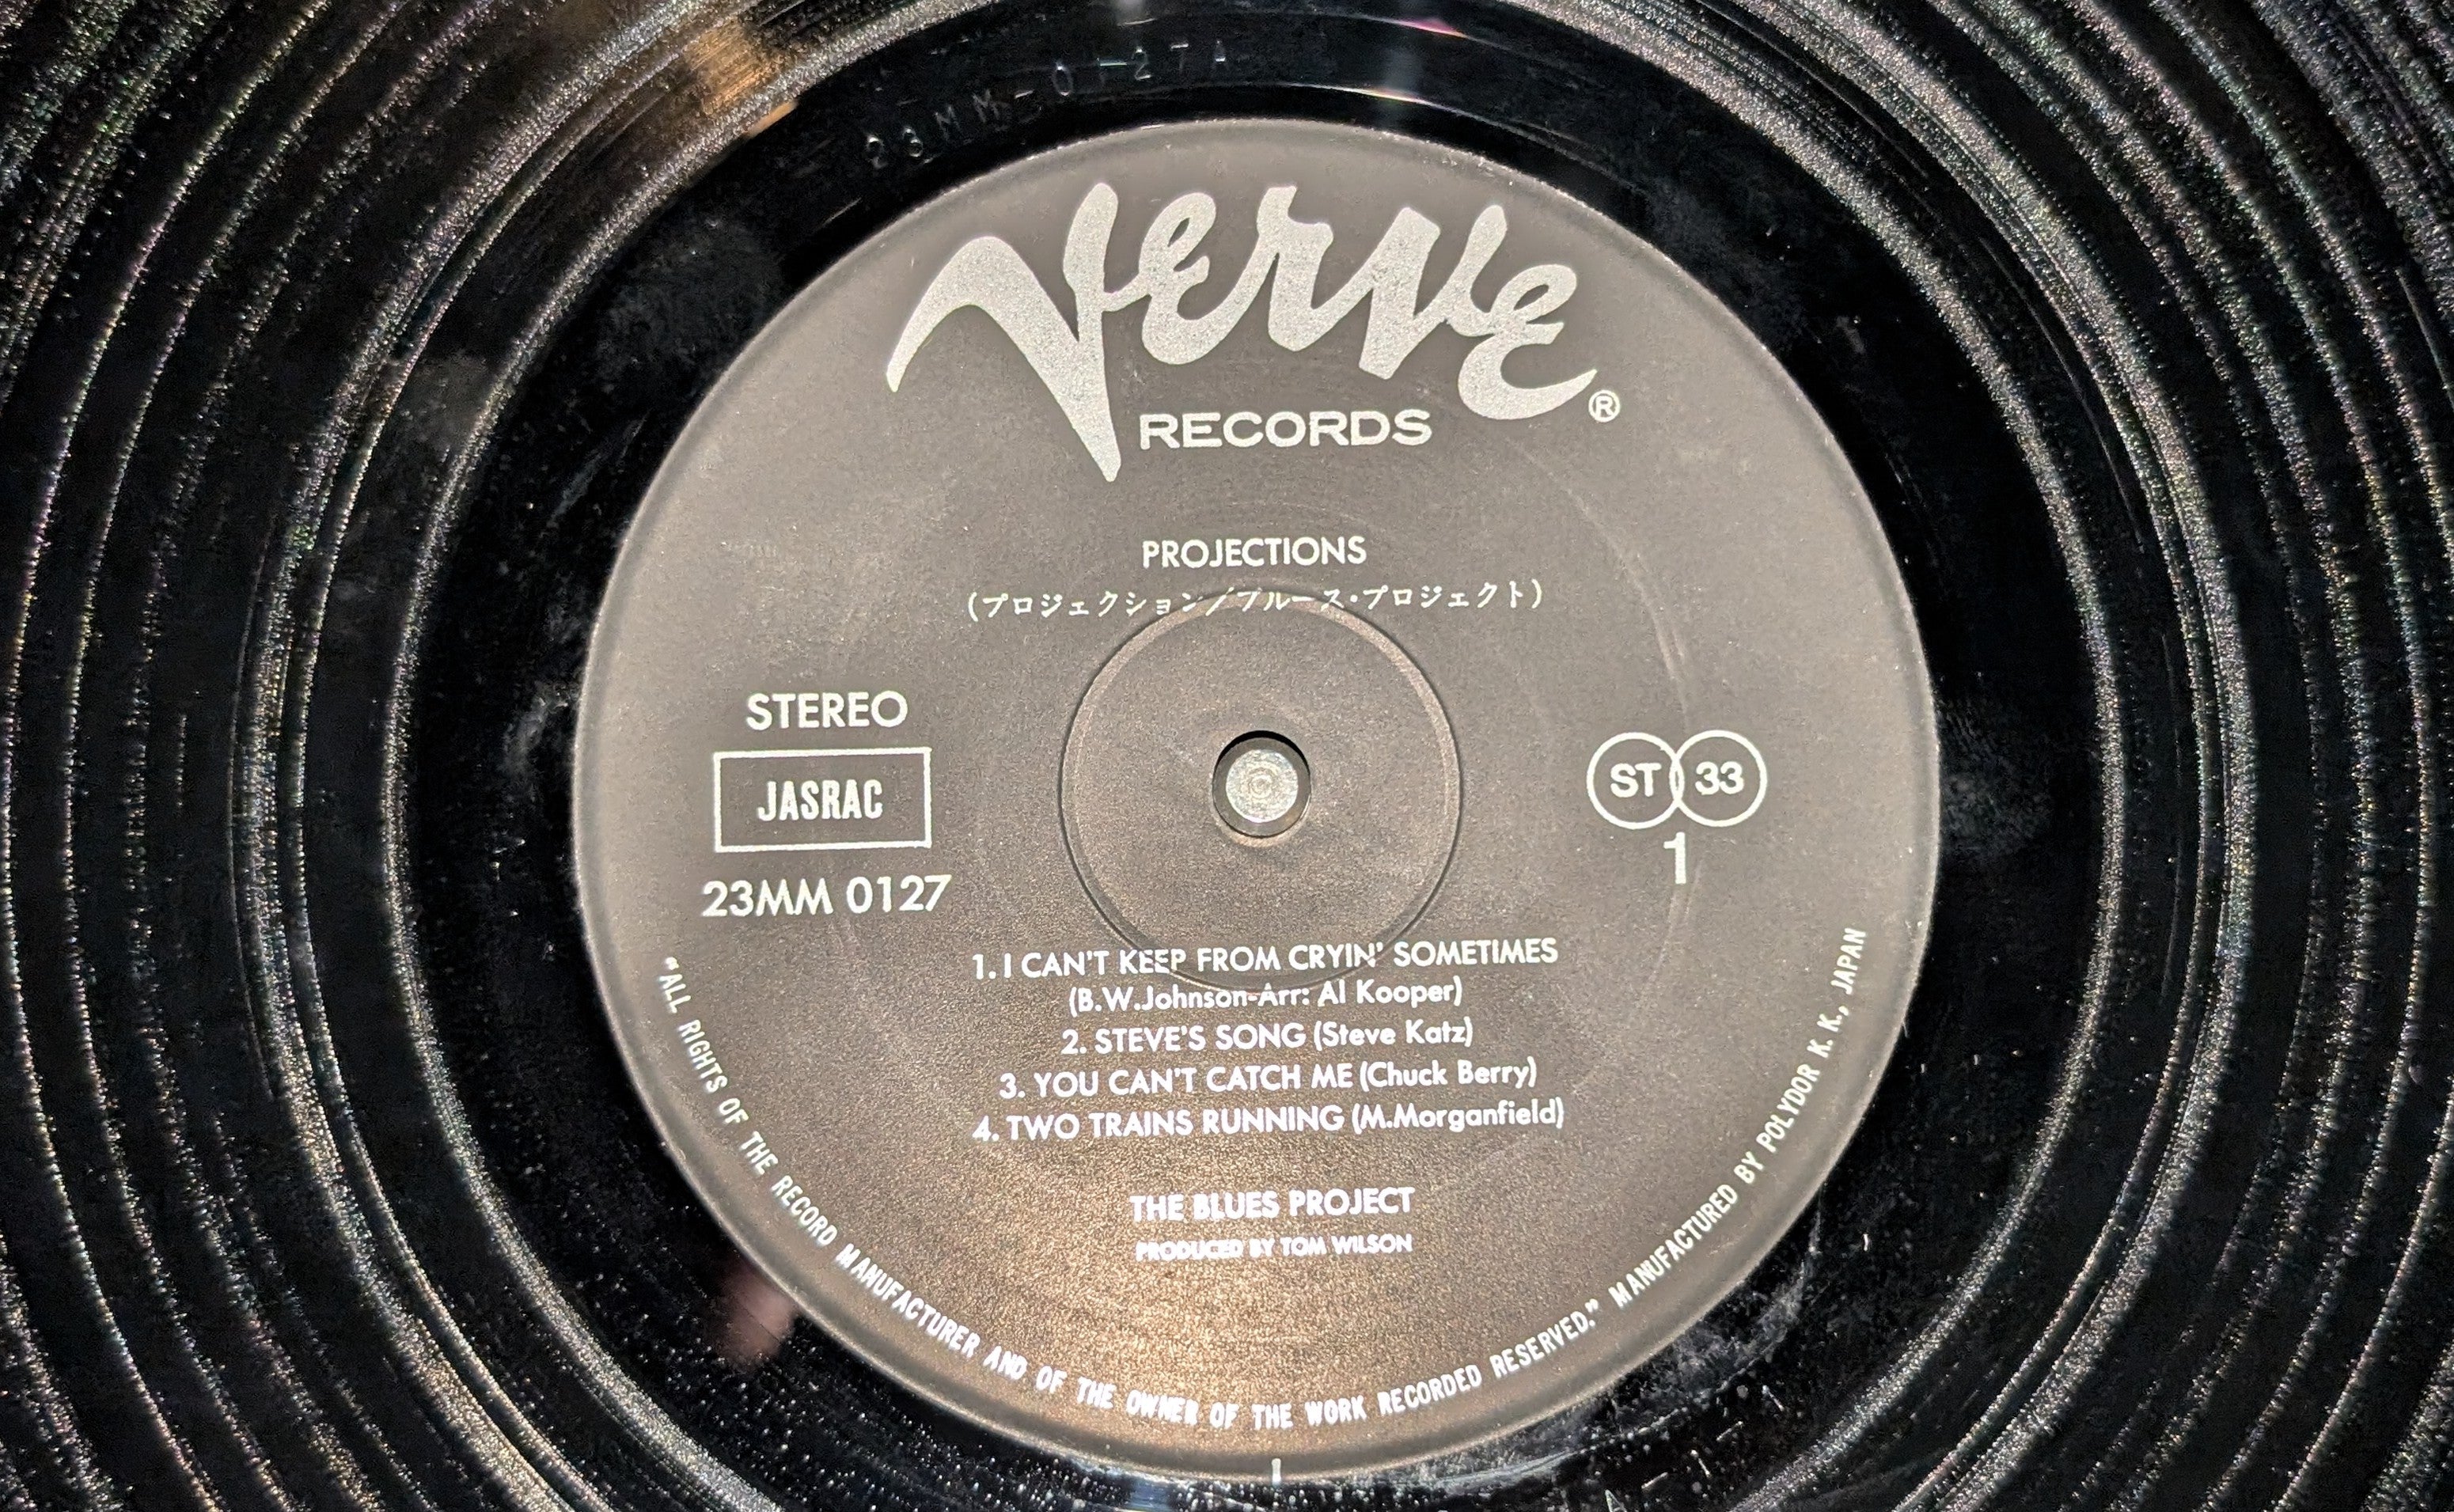 23MM-0127A
Verve
RECORDS ®
PROJECTIONS
(プロジェクション/ブルース・プロジェクト)
STEREO
JASRAC
23MM 0127
ST 33
1
1. I CAN'T KEEP FROM CRYIN' SOMETIMES
(B.W.Johnson-Arr: Al Kooper)
2. STEVE'S SONG (Steve Katz)
3. YOU CAN'T CATCH ME (Chuck Berry)
4. TWO TRAINS RUNNING (M.Morganfield)
THE BLUES PROJECT
PRODUCED BY TOM WILSON
"ALL RIGHTS OF THE RECORD MANUFACTURER AND OF THE OWNER OF THE WORK RECORDED RESERVED." MANUFACTURED BY POLYDOR K. K., JAPAN